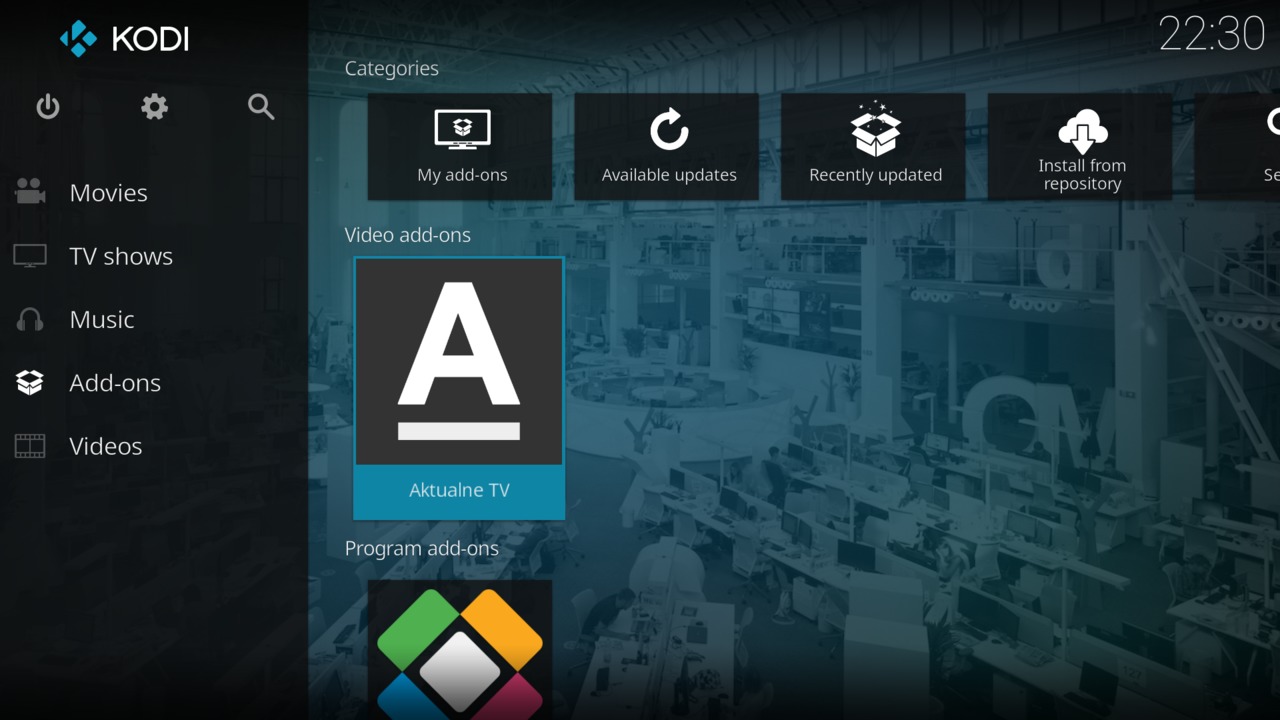 KODI
22:30
Categories
My add-ons
Available updates
Recently updated
Install from
repository
Se
Movies
TV shows
Music
Add-ons
Videos
Video add-ons
A
Aktualne TV
Program add-ons